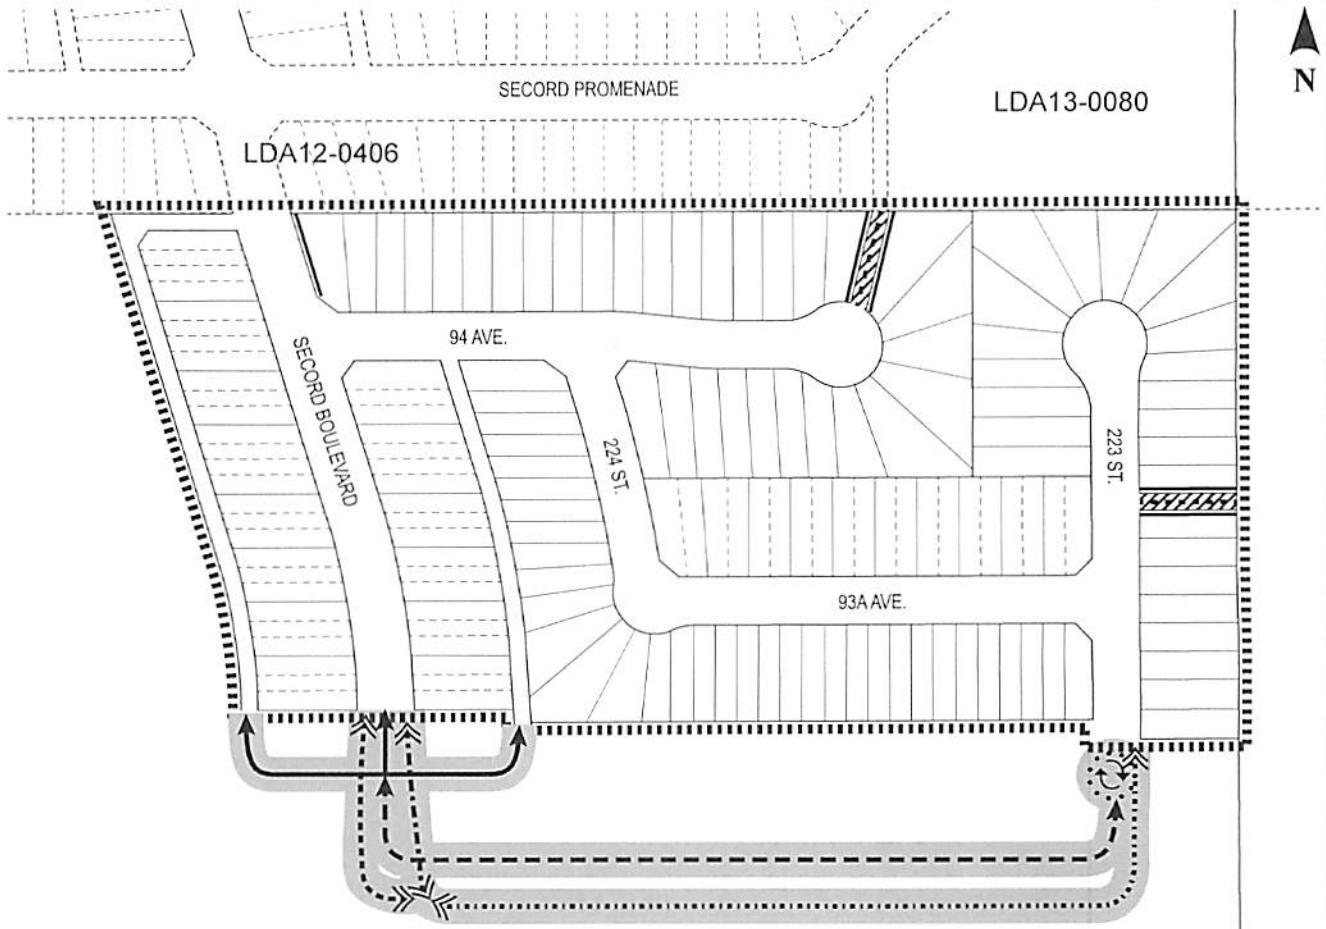 SECORD PROMENADE
LDA13-0080
N
LDA12-0406
94 AVE.
SECORD BOULEVARD
224 ST.
223 ST.
93A AVE.